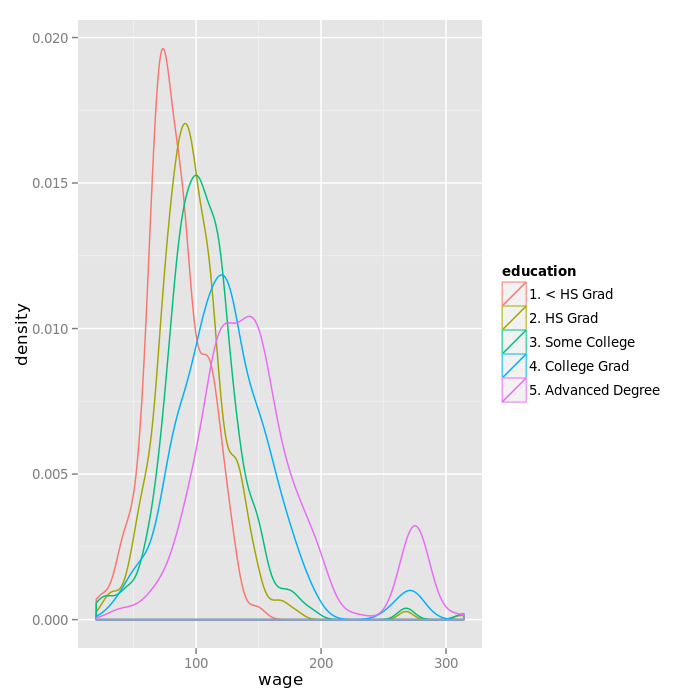 0.020
0.015
0.010
0.005
0.000
density
100 200 300
wage
education
1. < HS Grad
2. HS Grad
3. Some College
4. College Grad
5. Advanced Degree